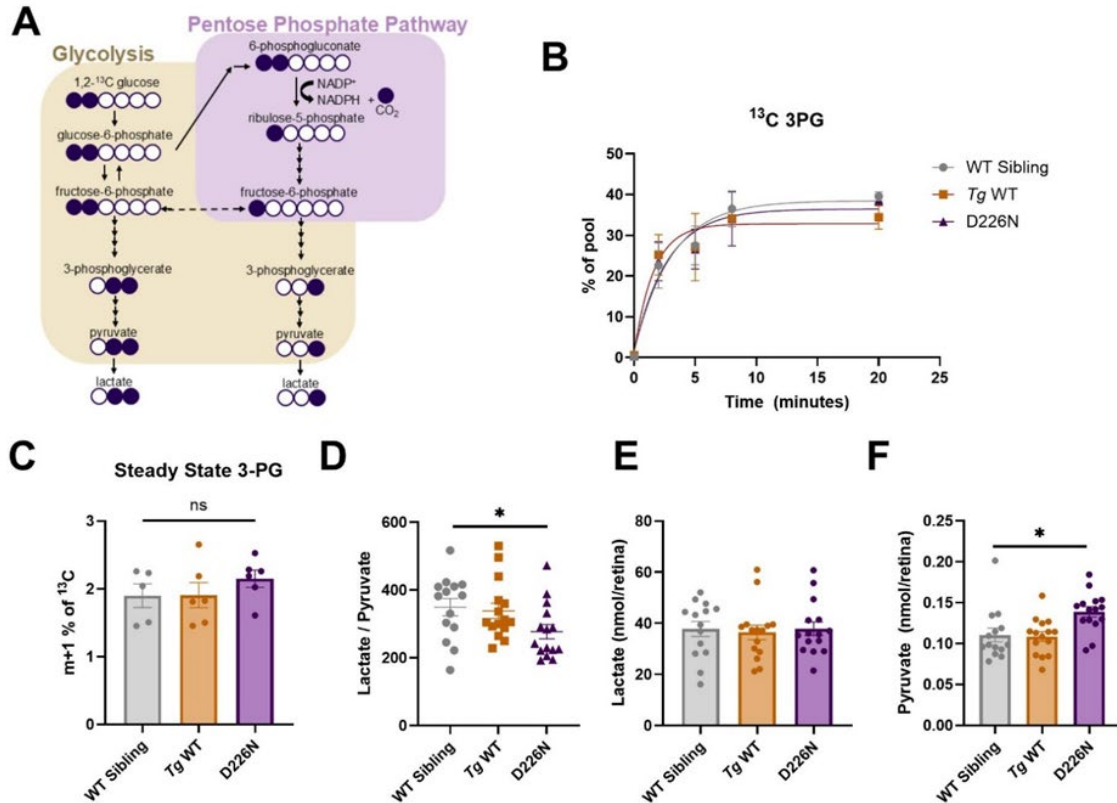 A
Pentose Phosphate Pathway
Glycolysis
6-phosphogluconate
1,2-¹³C glucose
NADP⁺
NADPH + CO₂
glucose-6-phosphate
ribulose-5-phosphate
fructose-6-phosphate
fructose-6-phosphate
3-phosphoglycerate
3-phosphoglycerate
pyruvate
pyruvate
lactate
lactate
B
¹³C 3PG
% of pool
50
40
30
20
10
0
0 5 10 15 20 25
Time (minutes)
WT Sibling
Tg WT
D226N
C
Steady State 3-PG
ns
m+1 % of ¹³C
3
2
1
0
WT Sibling
Tg WT
D226N
D
*
Lactate / Pyruvate
600
400
200
0
WT Sibling
Tg WT
D226N
E
Lactate (nmol/retina)
80
60
40
20
0
WT Sibling
Tg WT
D226N
F
*
Pyruvate (nmol/retina)
0.25
0.20
0.15
0.10
0.05
0.00
WT Sibling
Tg WT
D226N